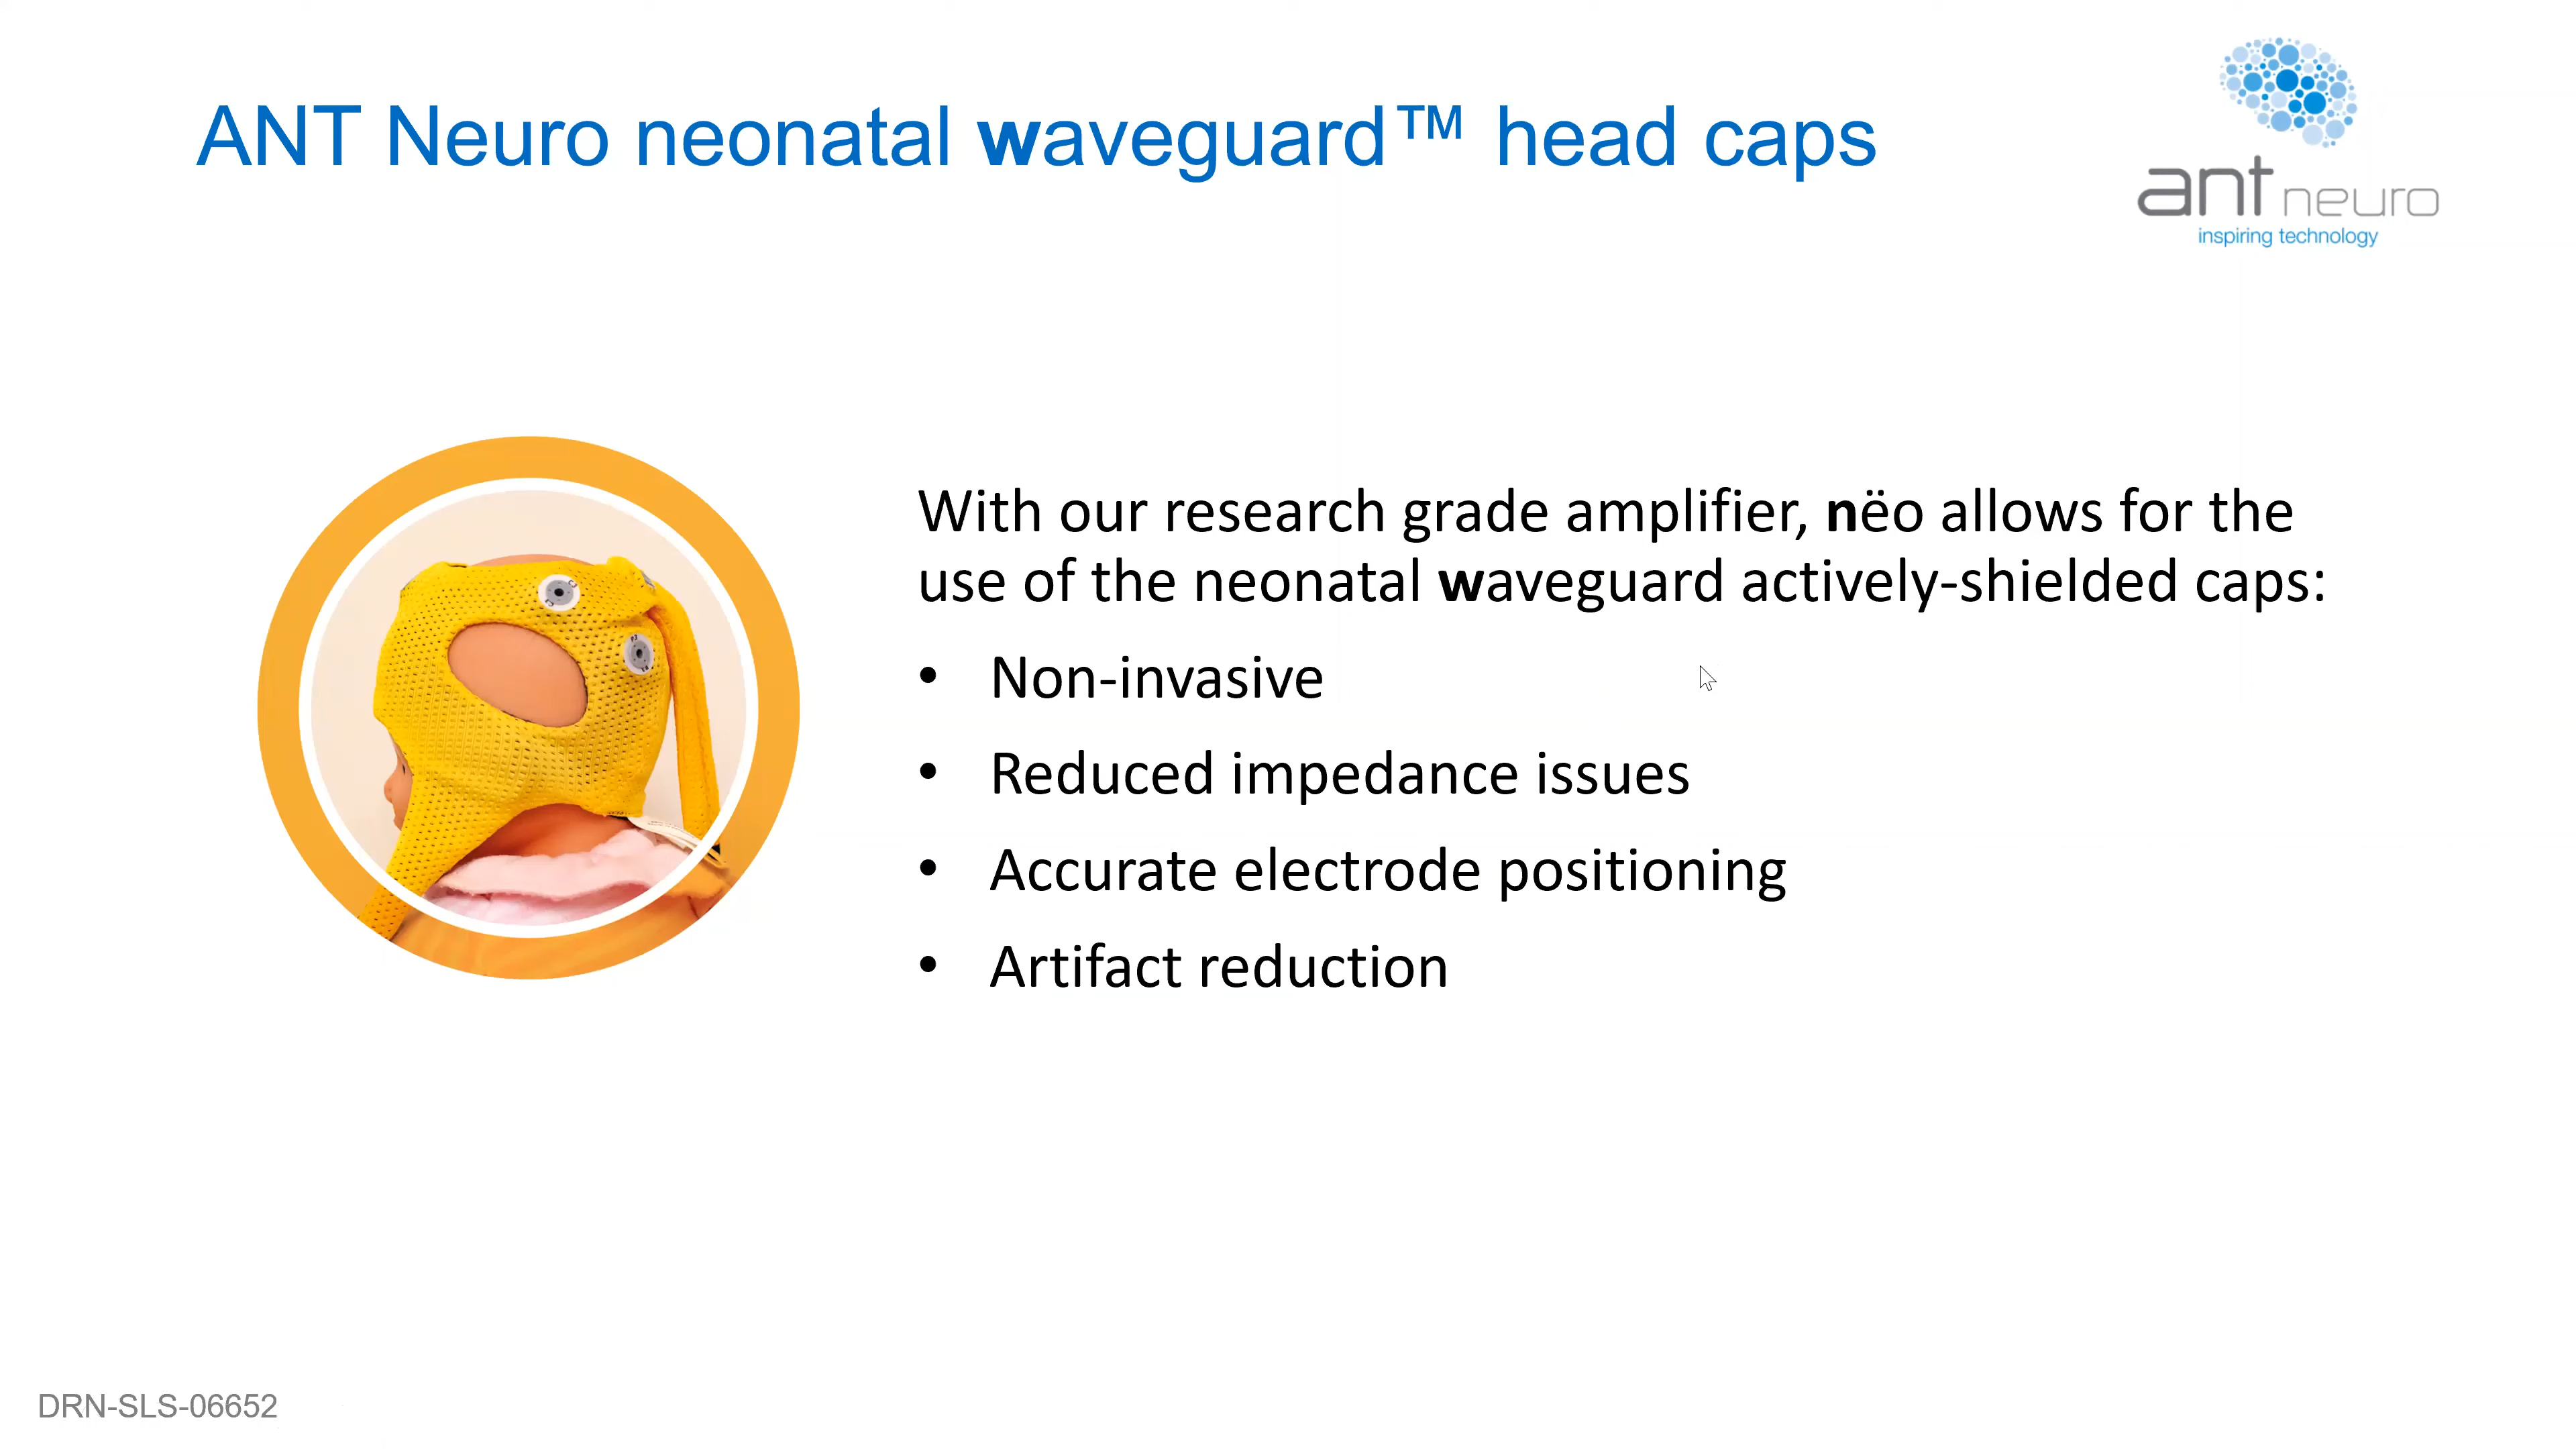 ANT Neuro neonatal waveguard™ head caps
ant neuro
inspiring technology
With our research grade amplifier, nëo allows for the
use of the neonatal waveguard actively-shielded caps:
• Non-invasive
• Reduced impedance issues
• Accurate electrode positioning
• Artifact reduction
DRN-SLS-06652